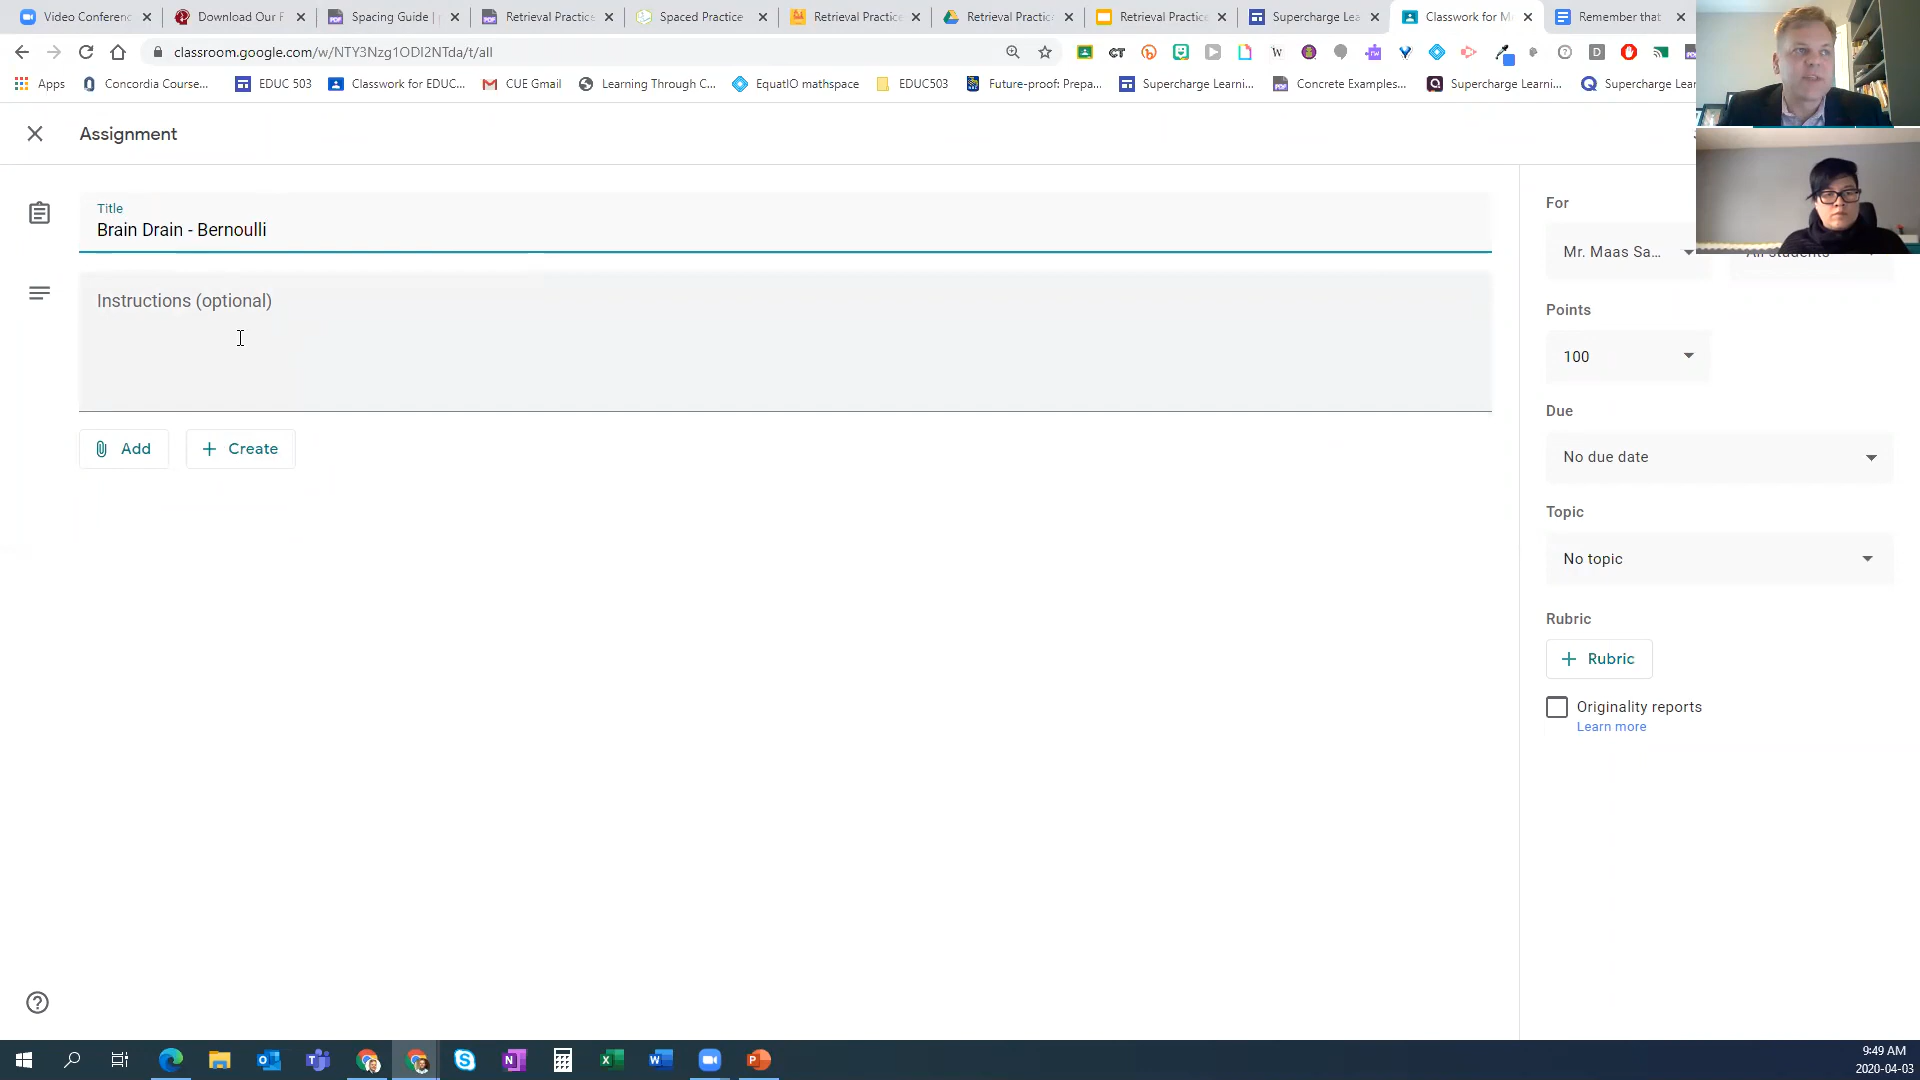 Video Conferenc
Download Our F
Spacing Guide |
Retrieval Practice
Spaced Practice
Retrieval Practice
Retrieval Practic
Retrieval Practice
Supercharge Lea
Classwork for M
Remember that
classroom.google.com/w/NTY3Nzg1ODI2NTda/t/all
Apps
Concordia Course...
EDUC 503
Classwork for EDUC...
CUE Gmail
Learning Through C...
EquatIO mathspace
EDUC503
Future-proof: Prepa...
Supercharge Learni...
Concrete Examples...
Supercharge Learni...
Supercharge Lear
Assignment
Title
Brain Drain - Bernoulli
Instructions (optional)
Add
Create
For
Mr. Maas Sa...
All students
Points
100
Due
No due date
Topic
No topic
Rubric
Rubric
Originality reports
Learn more
9:49 AM
2020-04-03